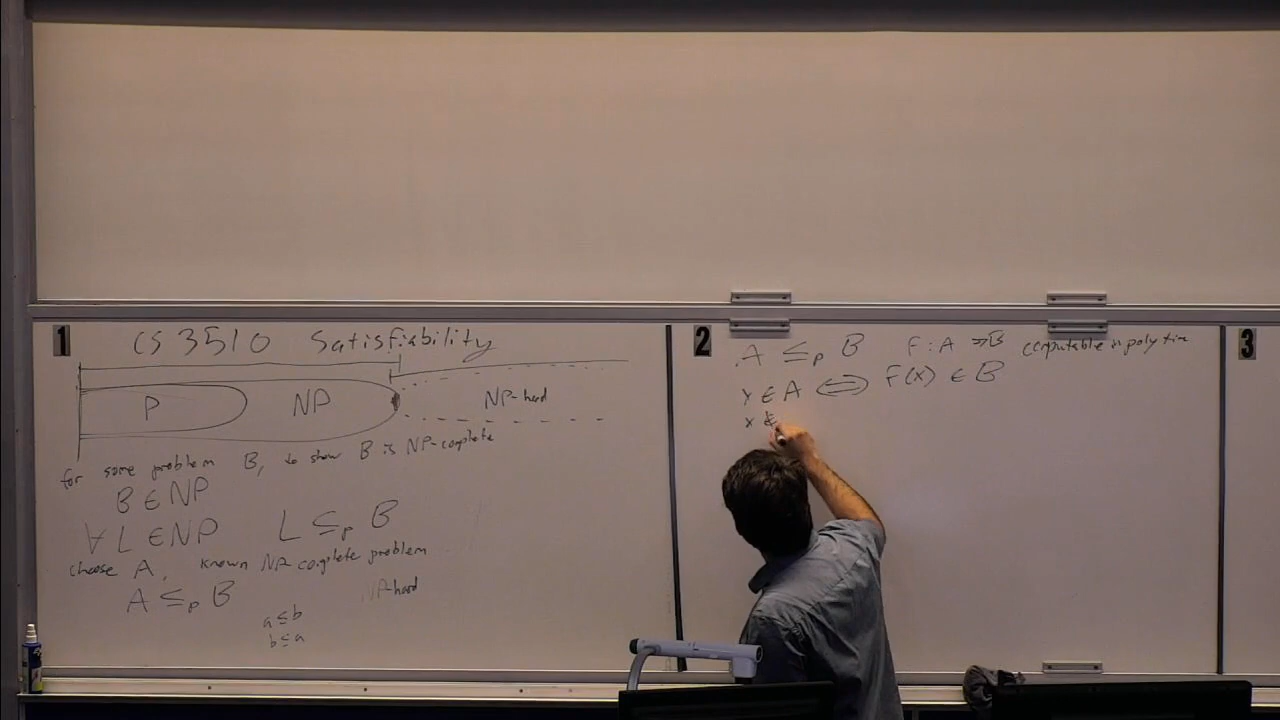 1
CS 3510 Satisfiability
P NP NP-hard
for some problem B, to show B is NP-complete
B ∈ NP
∀ L ∈ NP L ≤p B
choose A, known NP-complete problem
A ≤p B NP-hard
a ≤ b
b ≤ a
2
A ≤p B F: A → B computable in poly time
x ∈ A ⟺ F(x) ∈ B
x ∉
3